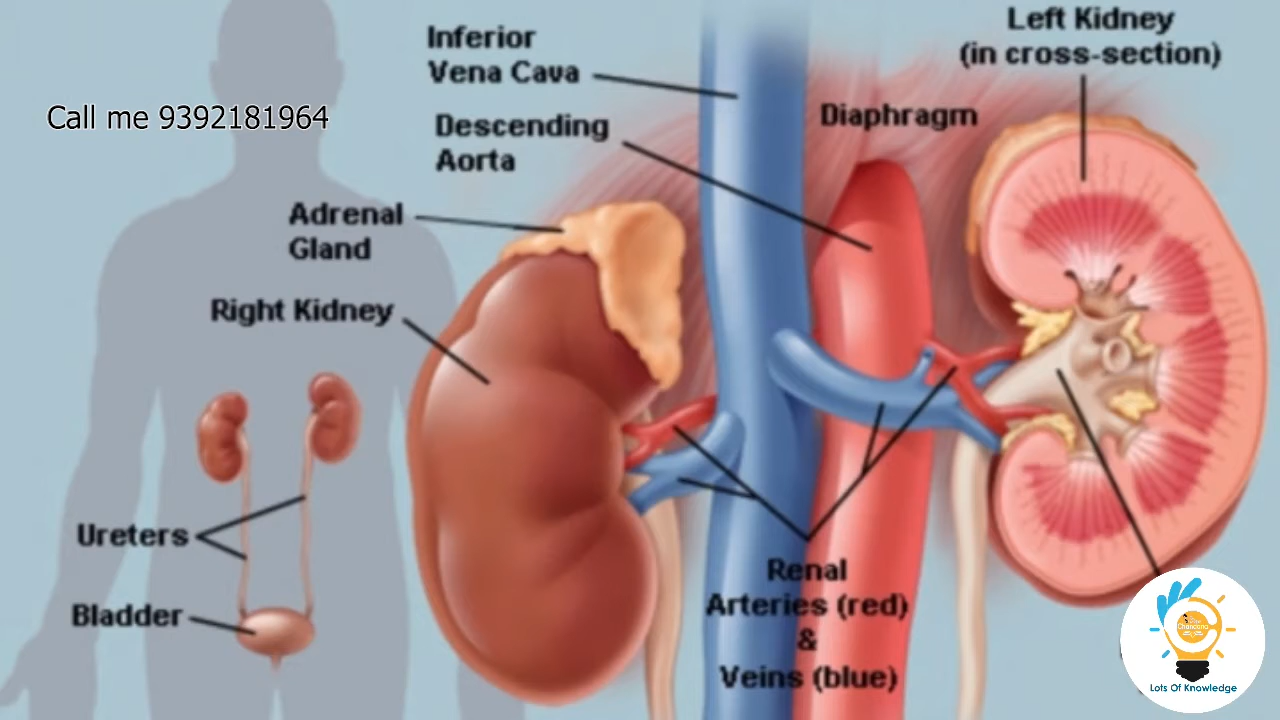 Call me 9392181964
Inferior
Vena Cava
Descending
Aorta
Adrenal
Gland
Right Kidney
Diaphragm
Left Kidney
(in cross-section)
Ureters
Bladder
Renal
Arteries (red)
&
Veins (blue)
Chandana
Lots Of Knowledge